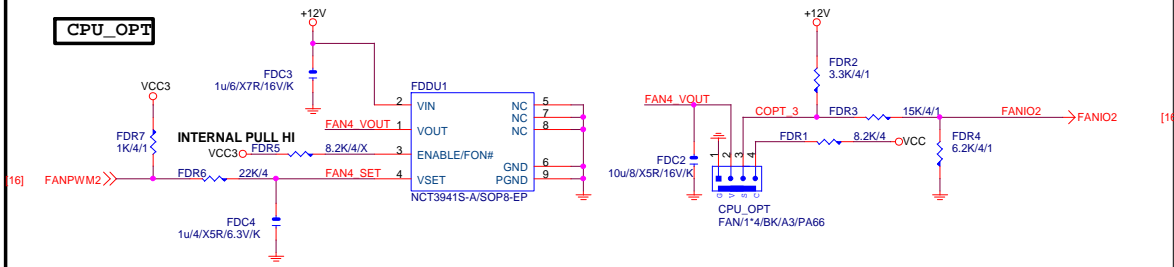 CPU_OPT
+12V
FDC3
1u/6/X7R/16V/K
VCC3
FDR7
1K/4/1
INTERNAL PULL HI
VCC3
FDR5
8.2K/4/X
[16]
FANPWM2
FDR6
22K/4
FAN4_SET
FAN4_VOUT
FDC4
1u/4/X5R/6.3V/K
FDDU1
2
VIN
1
VOUT
3
ENABLE/FON#
4
VSET
NC
5
NC
7
NC
8
GND
6
PGND
9
NCT3941S-A/SOP8-EP
+12V
FDR2
3.3K/4/1
FAN4_VOUT
COPT_3
FDR3
15K/4/1
FANIO2
FANIO2
FDR1
8.2K/4
VCC
FDR4
6.2K/4/1
FDC2
10u/8/X5R/16V/K
1
2
3
4
G
V
S
C
CPU_OPT
FAN/1*4/BK/A3/PA66